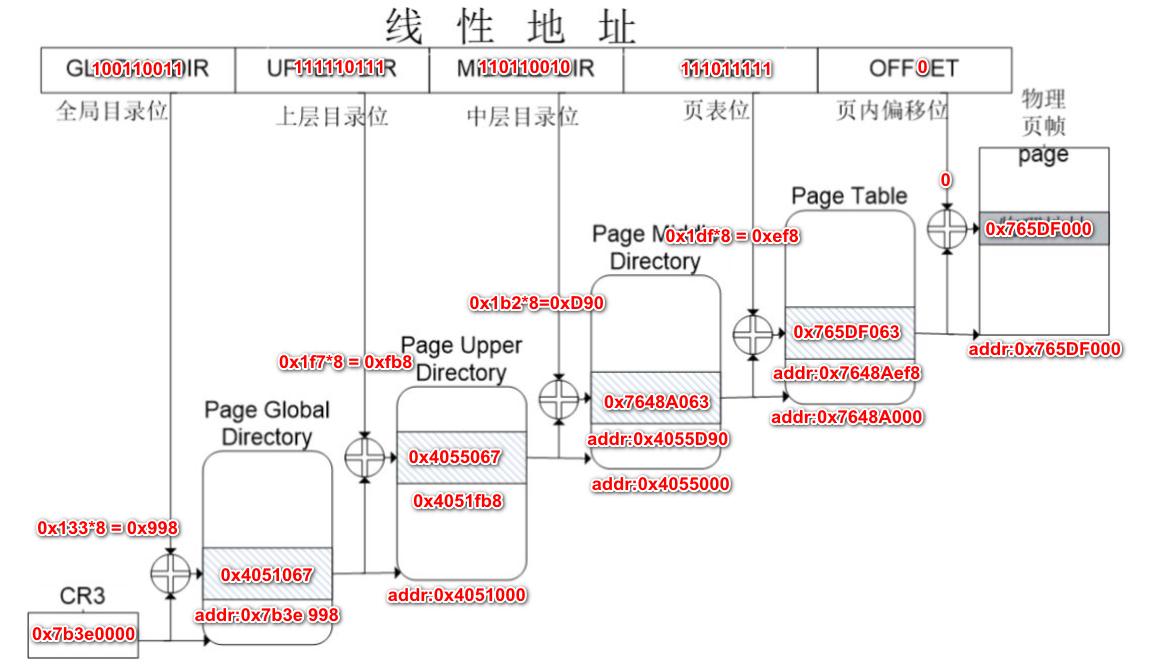 线性地址
100110011
111110111
110110010
111011111
OFF0ET
全局目录位
上层目录位
中层目录位
页表位
页内偏移位
物理
页帧
page
0
0x765DF000
addr:0x765DF000
Page Table
0x1df*8 = 0xef8
0x765DF063
addr:0x7648Aef8
addr:0x7648A000
Page Middle
Directory
0x1b2*8=0xD90
0x7648A063
addr:0x4055D90
addr:0x4055000
Page Upper
Directory
0x1f7*8 = 0xfb8
0x4055067
0x4051fb8
addr:0x4051000
Page Global
Directory
0x133*8 = 0x998
0x4051067
addr:0x7b3e 998
CR3
0x7b3e0000